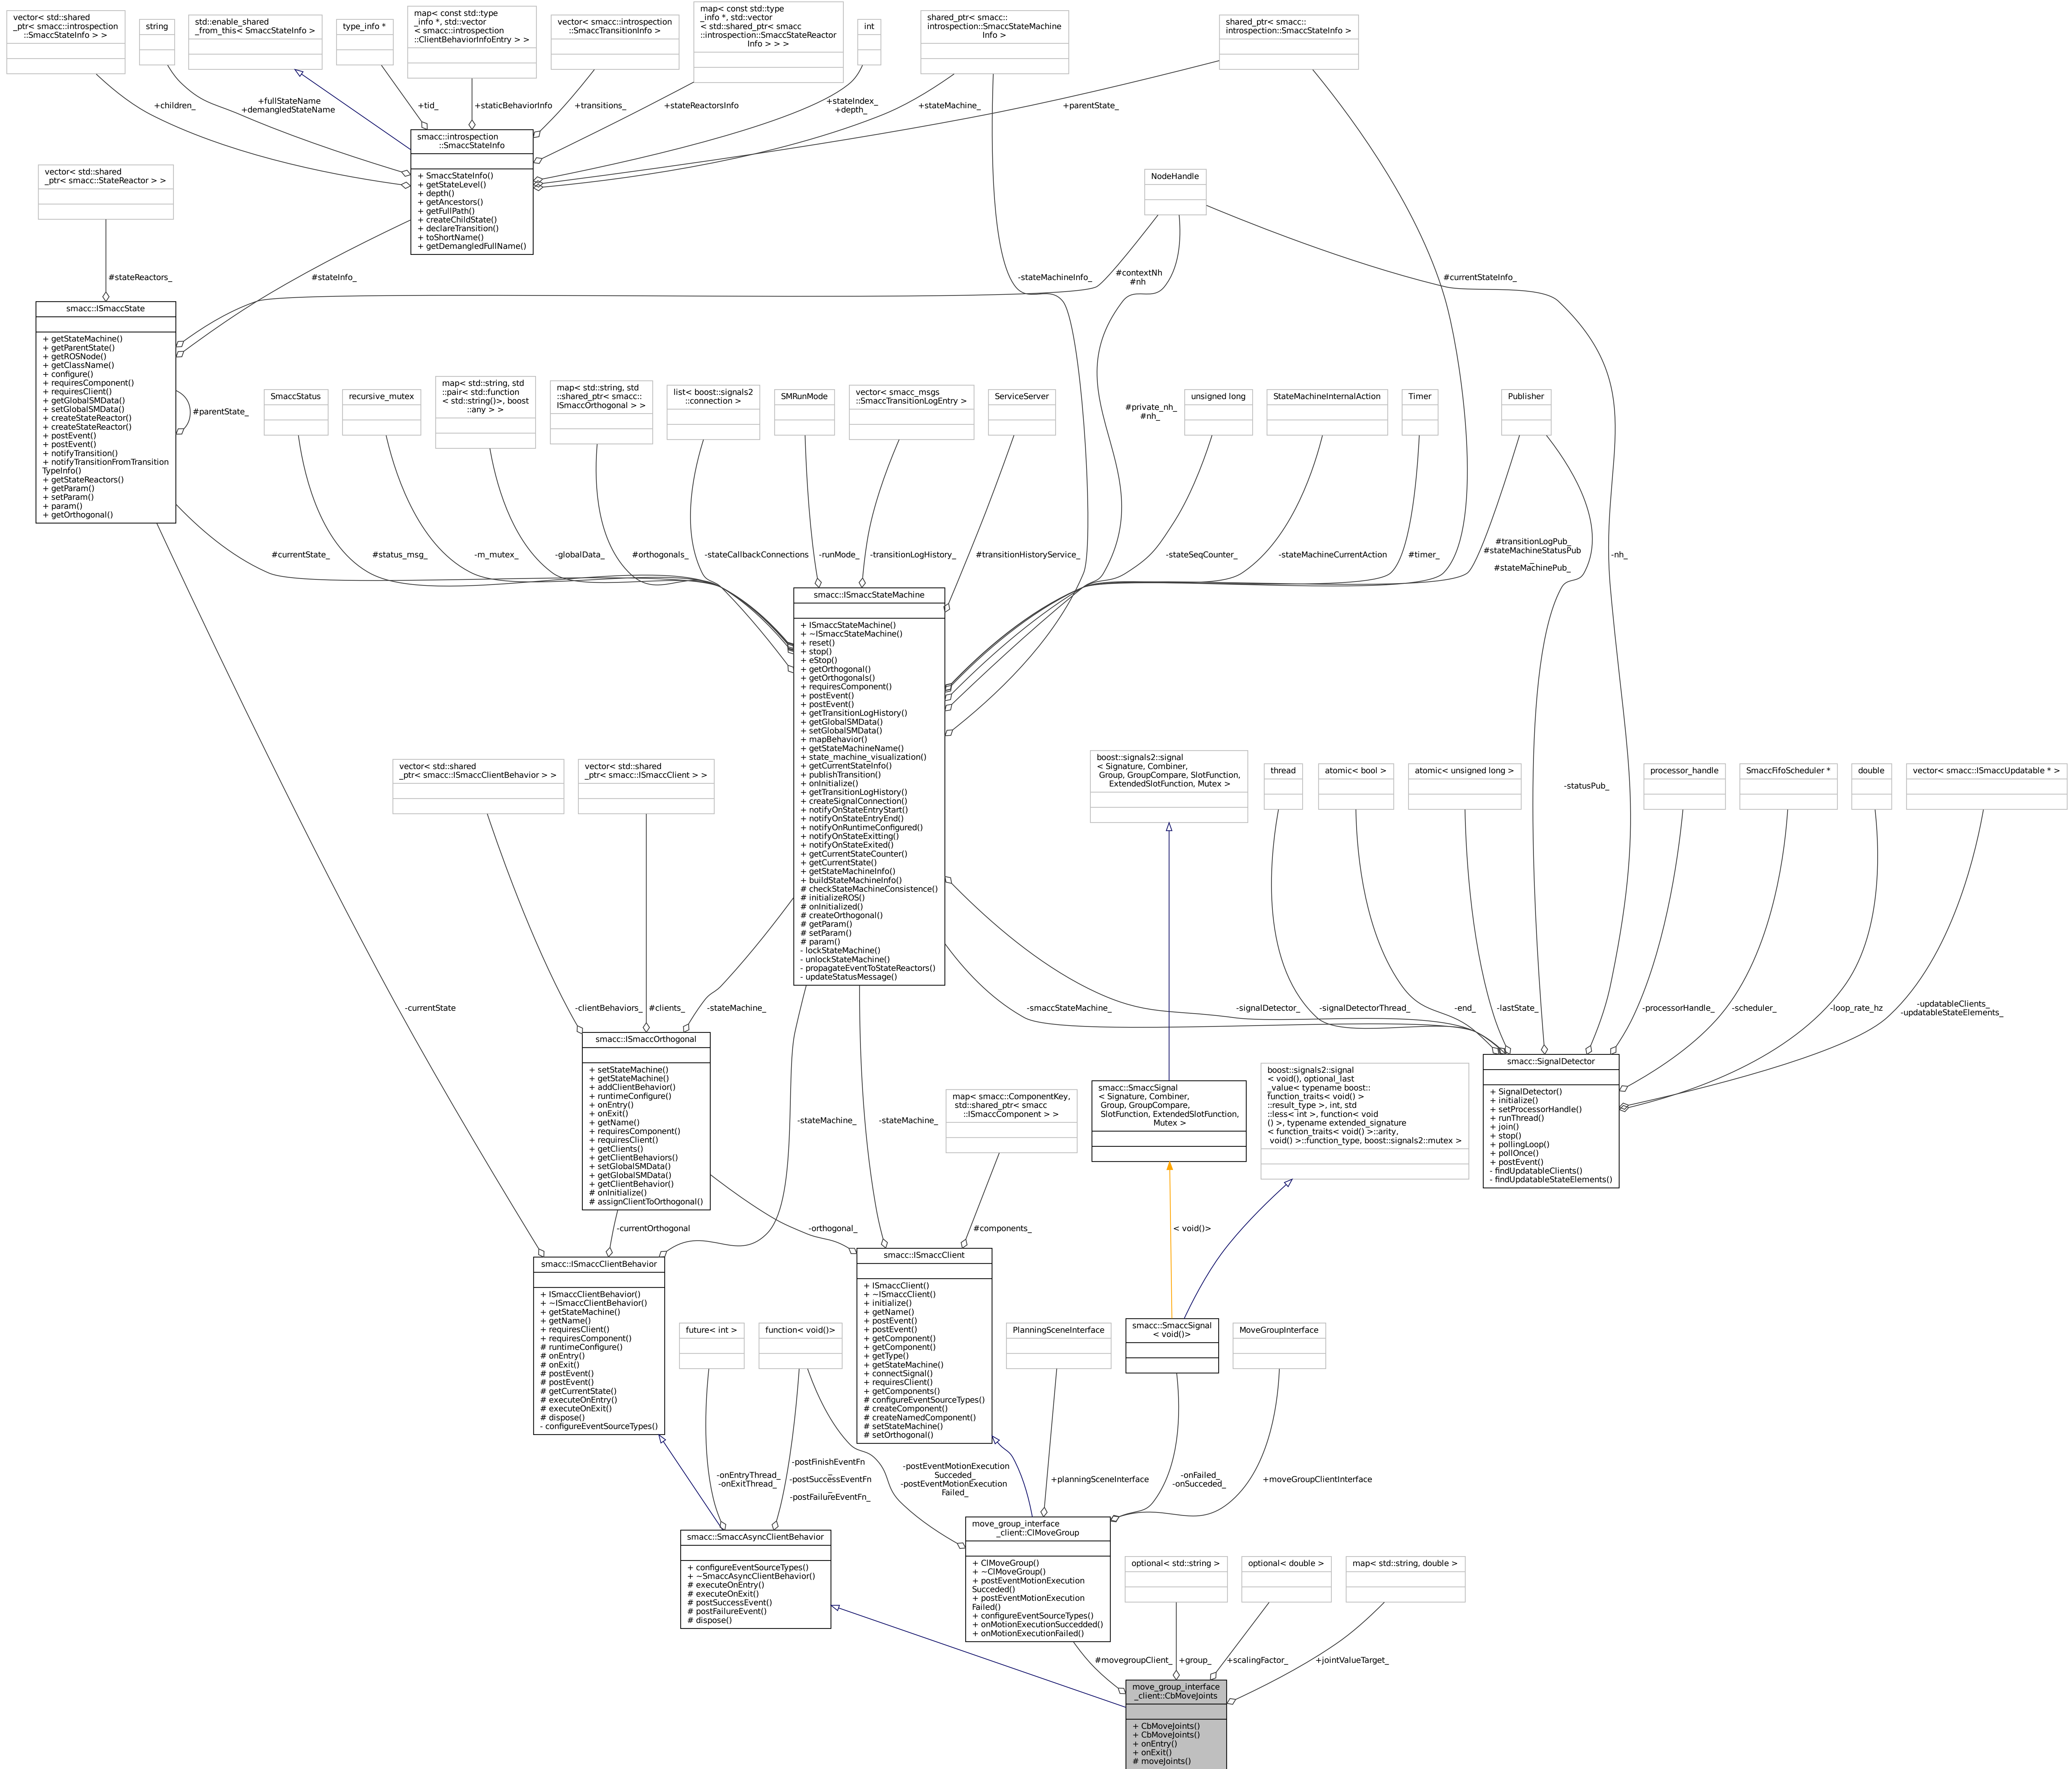 vector< std::shared
_ptr< smacc::introspection
::SmaccStateInfo > >
string
std::enable_shared
_from_this< SmaccStateInfo >
type_info *
map< const std::type
_info *, std::vector
< smacc::introspection
::ClientBehaviorInfoEntry > >
vector< smacc::introspection
::SmaccTransitionInfo >
map< const std::type
_info *, std::vector
< std::shared_ptr< smacc
::introspection::SmaccStateReactor
Info > > >
int
shared_ptr< smacc::
introspection::SmaccStateMachine
Info >
shared_ptr< smacc::
introspection::SmaccStateInfo >
+children_
+fullStateName
+demangledStateName
+tid_
+staticBehaviorInfo
+transitions_
+stateReactorsInfo
+stateIndex_
+depth_
+stateMachine_
+parentState_
smacc::introspection
::SmaccStateInfo
+ SmaccStateInfo()
+ getStateLevel()
+ depth()
+ getAncestors()
+ getFullPath()
+ createChildState()
+ declareTransition()
+ toShortName()
+ getDemangledFullName()
vector< std::shared
_ptr< smacc::StateReactor > >
NodeHandle
#stateReactors_
#stateInfo_
#contextNh
#nh
-stateMachineInfo_
#currentStateInfo_
smacc::ISmaccState
+ getStateMachine()
+ getParentState()
+ getROSNode()
+ getClassName()
+ configure()
+ requiresComponent()
+ requiresClient()
+ getGlobalSMData()
+ setGlobalSMData()
+ createStateReactor()
+ createStateReactor()
+ postEvent()
+ postEvent()
+ notifyTransition()
+ notifyTransitionFromTransition
TypeInfo()
+ getStateReactors()
+ getParam()
+ setParam()
+ param()
+ getOrthogonal()
#parentState_
SmaccStatus
recursive_mutex
map< std::string, std
::pair< std::function
< std::string()>, boost
::any > >
map< std::string, std
::shared_ptr< smacc::
ISmaccOrthogonal > >
list< boost::signals2
::connection >
SMRunMode
vector< smacc_msgs
::SmaccTransitionLogEntry >
ServiceServer
#private_nh_
#nh_
unsigned long
StateMachineInternalAction
Timer
Publisher
#currentState_
#status_msg_
-m_mutex_
-globalData_
#orthogonals_
-stateCallbackConnections
-runMode_
-transitionLogHistory_
#transitionHistoryService_
-stateSeqCounter_
-stateMachineCurrentAction
#timer_
#transitionLogPub_
#stateMachineStatusPub
_
#stateMachinePub_
-nh_
smacc::ISmaccStateMachine
+ ISmaccStateMachine()
+ ~ISmaccStateMachine()
+ reset()
+ stop()
+ eStop()
+ getOrthogonal()
+ getOrthogonals()
+ requiresComponent()
+ postEvent()
+ postEvent()
+ getTransitionLogHistory()
+ getGlobalSMData()
+ setGlobalSMData()
+ mapBehavior()
+ getStateMachineName()
+ state_machine_visualization()
+ getCurrentStateInfo()
+ publishTransition()
+ onInitialize()
+ getTransitionLogHistory()
+ createSignalConnection()
+ notifyOnStateEntryStart()
+ notifyOnStateEntryEnd()
+ notifyOnRuntimeConfigured()
+ notifyOnStateExitting()
+ notifyOnStateExited()
+ getCurrentStateCounter()
+ getCurrentState()
+ getStateMachineInfo()
+ buildStateMachineInfo()
# checkStateMachineConsistence()
# initializeROS()
# onInitialized()
# createOrthogonal()
# getParam()
# setParam()
# param()
- lockStateMachine()
- unlockStateMachine()
- propagateEventToStateReactors()
- updateStatusMessage()
vector< std::shared
_ptr< smacc::ISmaccClientBehavior > >
vector< std::shared
_ptr< smacc::ISmaccClient > >
boost::signals2::signal
< Signature, Combiner,
Group, GroupCompare, SlotFunction,
ExtendedSlotFunction, Mutex >
thread
atomic< bool >
atomic< unsigned long >
-statusPub_
processor_handle
SmaccFifoScheduler *
double
vector< smacc::ISmaccUpdatable * >
-currentState
-clientBehaviors_
#clients_
-stateMachine_
-smaccStateMachine_
-signalDetector_
-signalDetectorThread_
-end_
-lastState_
-processorHandle_
-scheduler_
-loop_rate_hz
-updatableClients_
-updatableStateElements_
smacc::ISmaccOrthogonal
+ setStateMachine()
+ getStateMachine()
+ addClientBehavior()
+ runtimeConfigure()
+ onEntry()
+ onExit()
+ getName()
+ requiresComponent()
+ requiresClient()
+ getClients()
+ getClientBehaviors()
+ setGlobalSMData()
+ getGlobalSMData()
+ getClientBehavior()
# onInitialize()
# assignClientToOrthogonal()
-stateMachine_
-stateMachine_
map< smacc::ComponentKey,
std::shared_ptr< smacc
::ISmaccComponent > >
smacc::SmaccSignal
< Signature, Combiner,
Group, GroupCompare,
SlotFunction, ExtendedSlotFunction,
Mutex >
boost::signals2::signal
< void(), optional_last
_value< typename boost::
function_traits< void() >
::result_type >, int, std
::less< int >, function< void
() >, typename extended_signature
< function_traits< void() >::arity,
void() >::function_type, boost::signals2::mutex >
smacc::SignalDetector
+ SignalDetector()
+ initialize()
+ setProcessorHandle()
+ runThread()
+ join()
+ stop()
+ pollingLoop()
+ pollOnce()
+ postEvent()
- findUpdatableClients()
- findUpdatableStateElements()
-currentOrthogonal
-orthogonal_
#components_
< void()>
smacc::ISmaccClientBehavior
+ ISmaccClientBehavior()
+ ~ISmaccClientBehavior()
+ getStateMachine()
+ getName()
+ requiresClient()
+ requiresComponent()
# runtimeConfigure()
# onEntry()
# onExit()
# postEvent()
# postEvent()
# getCurrentState()
# executeOnEntry()
# executeOnExit()
# dispose()
- configureEventSourceTypes()
smacc::ISmaccClient
+ ISmaccClient()
+ ~ISmaccClient()
+ initialize()
+ getName()
+ postEvent()
+ postEvent()
+ getComponent()
+ getComponent()
+ getType()
+ getStateMachine()
+ connectSignal()
+ requiresClient()
+ getComponents()
# configureEventSourceTypes()
# createComponent()
# createNamedComponent()
# setStateMachine()
# setOrthogonal()
future< int >
function< void()>
PlanningSceneInterface
smacc::SmaccSignal
< void()>
MoveGroupInterface
-onEntryThread_
-onExitThread_
-postFinishEventFn
_
-postSuccessEventFn
_
-postFailureEventFn_
-postEventMotionExecution
Succeded_
-postEventMotionExecution
Failed_
+planningSceneInterface
-onFailed_
-onSucceded_
+moveGroupClientInterface
smacc::SmaccAsyncClientBehavior
+ configureEventSourceTypes()
+ ~SmaccAsyncClientBehavior()
# executeOnEntry()
# executeOnExit()
# postSuccessEvent()
# postFailureEvent()
# dispose()
move_group_interface
_client::ClMoveGroup
+ ClMoveGroup()
+ ~ClMoveGroup()
+ postEventMotionExecution
Succeded()
+ postEventMotionExecution
Failed()
+ configureEventSourceTypes()
+ onMotionExecutionSuccedded()
+ onMotionExecutionFailed()
optional< std::string >
optional< double >
map< std::string, double >
#movegroupClient_
+group_
+scalingFactor_
+jointValueTarget_
move_group_interface
_client::CbMoveJoints
+ CbMoveJoints()
+ CbMoveJoints()
+ onEntry()
+ onExit()
# moveJoints()